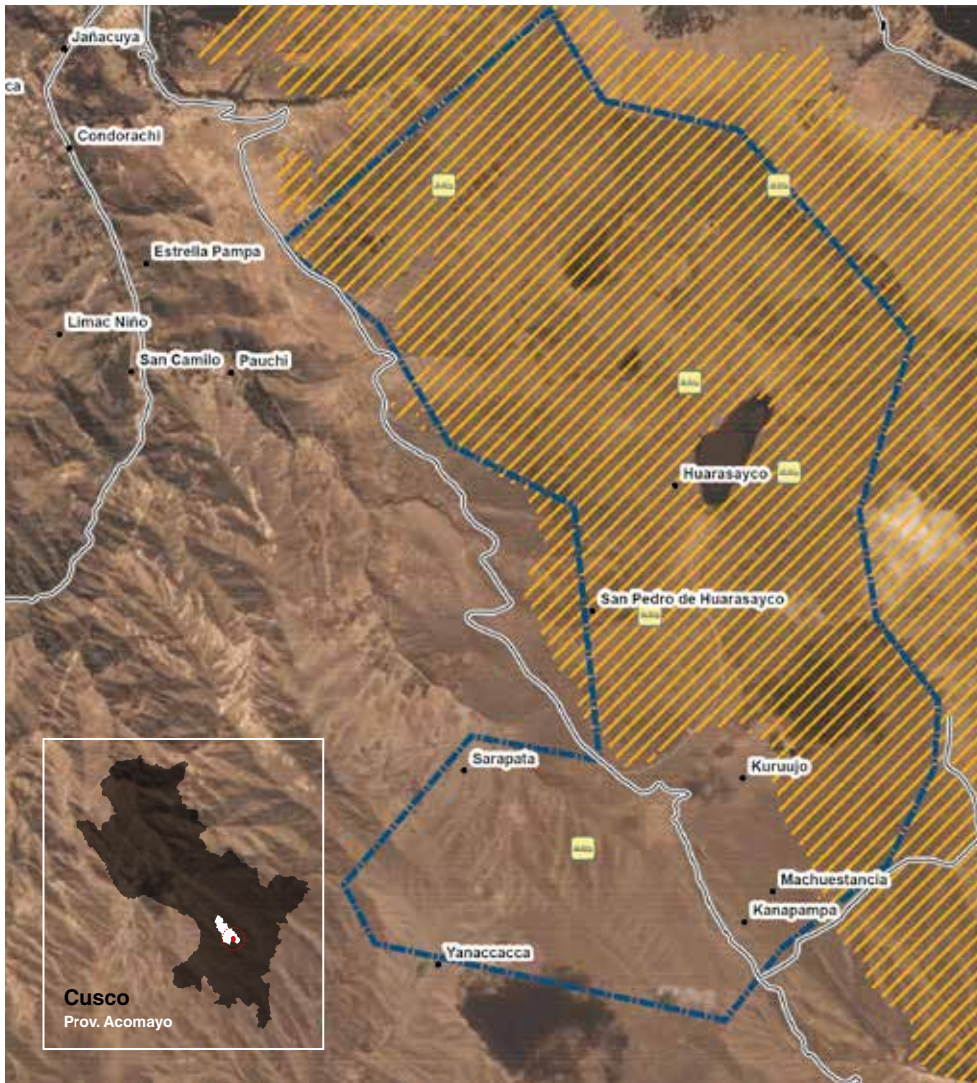 Jañacuya
ca
Condorachi
Estrella Pampa
Limac Niño
San Camilo
Pauchi
Huarasayco
San Pedro de Huarasayco
Sarapata
Kuruujo
Machuestancia
Kanapampa
Yanaccacca
Cusco
Prov. Acomayo